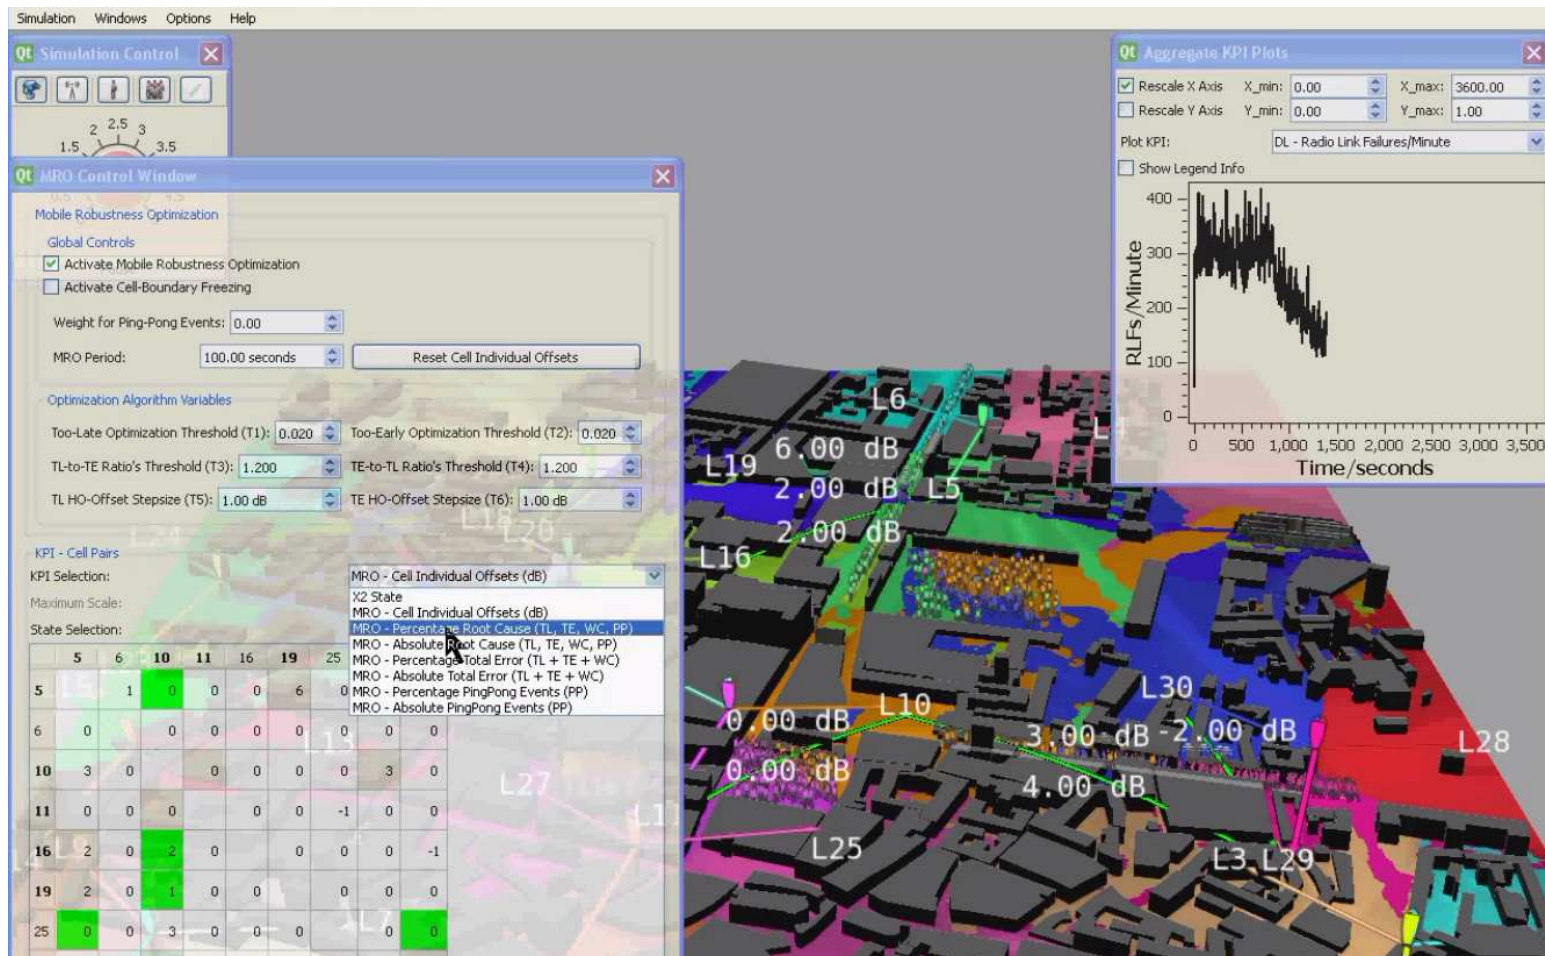 Simulation Windows Options Help
Simulation Control
1.5 2 2.5 3 3.5
0.5 4.5
MRO Control Window
Mobile Robustness Optimization
Global Controls
Activate Mobile Robustness Optimization
Activate Cell-Boundary Freezing
Weight for Ping-Pong Events: 0.00
MRO Period: 100.00 seconds Reset Cell Individual Offsets
Optimization Algorithm Variables
Too-Late Optimization Threshold (T1): 0.020 Too-Early Optimization Threshold (T2): 0.020
TL-to-TE Ratio's Threshold (T3): 1.200 TE-to-TL Ratio's Threshold (T4): 1.200
TL HO-Offset Stepsize (T5): 1.00 dB TE HO-Offset Stepsize (T6): 1.00 dB
KPI - Cell Pairs
KPI Selection: MRO - Cell Individual Offsets (dB)
Maximum Scale:
State Selection:
X2 State
MRO - Cell Individual Offsets (dB)
MRO - Percentage Root Cause (TL, TE, WC, PP)
MRO - Absolute Root Cause (TL, TE, WC, PP)
MRO - Percentage Total Error (TL + TE + WC)
MRO - Absolute Total Error (TL + TE + WC)
MRO - Percentage PingPong Events (PP)
MRO - Absolute PingPong Events (PP)
5 6 10 11 16 19 25
5 1 0 0 0 6 0
6 0 0 0 0 0
10 3 0 0 0 0 0 3 0
11 0 0 0 0 0 -1 0 0
16 2 0 2 0 0 0 0 -1
19 2 0 1 0 0 0 0 0
25 0 0 3 0 0 0 0 0
Aggregate KPI Plots
Rescale X Axis X_min: 0.00 X_max: 3600.00
Rescale Y Axis Y_min: 0.00 Y_max: 1.00
Plot KPI: DL - Radio Link Failures/Minute
Show Legend Info
RLFs/Minute
400
300
200
100
0
0 500 1,000 1,500 2,000 2,500 3,000 3,500
Time/seconds
L6
L4
6.00 dB
L19
2.00 dB L5
2.00 dB
L16
L18
L20
L24
L30
L10
0.00 dB
3.00 dB -2.00 dB
L28
L13
0.00 dB
4.00 dB
L27
L11
L25
L3 L29
L9
L7